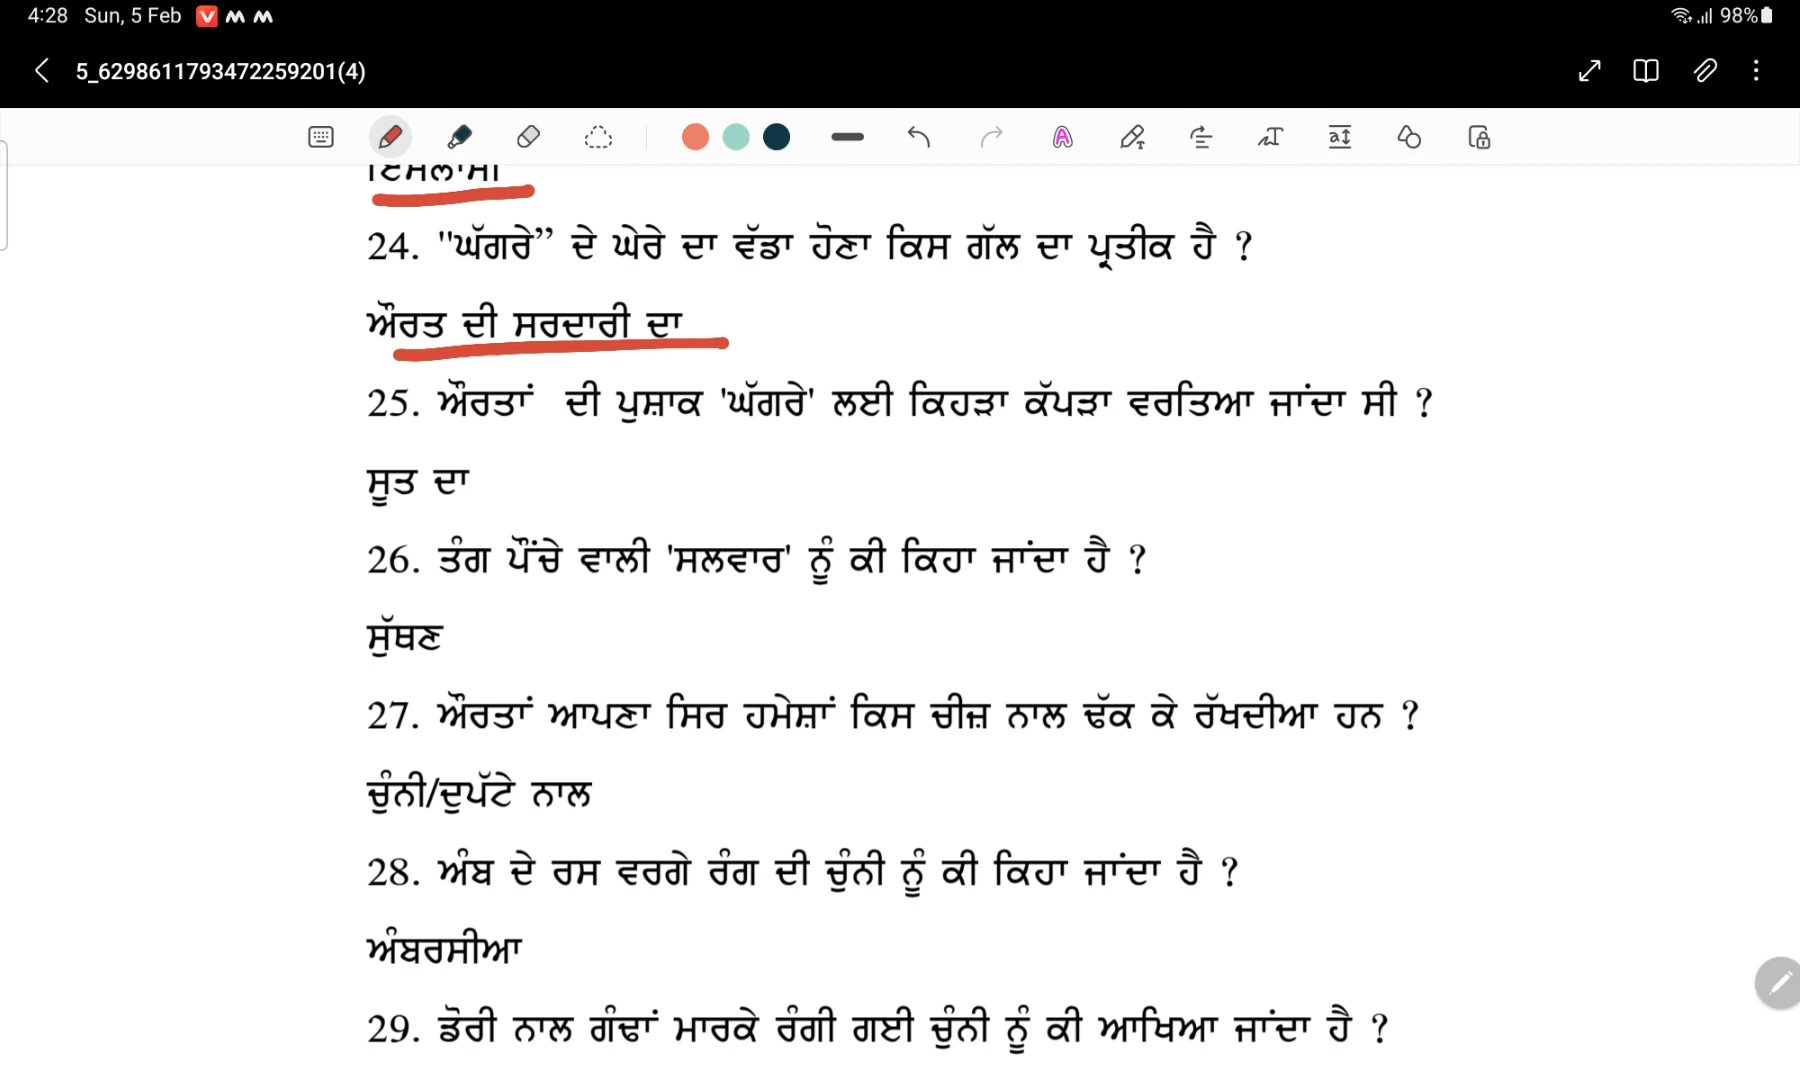 4:28 Sun, 5 Feb 98%
5_6298611793472259201(4)
24. "ਘੱਗਰੇ” ਦੇ ਘੇਰੇ ਦਾ ਵੱਡਾ ਹੋਣਾ ਕਿਸ ਗੱਲ ਦਾ ਪ੍ਰਤੀਕ ਹੈ ?
ਔਰਤ ਦੀ ਸਰਦਾਰੀ ਦਾ
25. ਔਰਤਾਂ ਦੀ ਪੁਸ਼ਾਕ 'ਘੱਗਰੇ' ਲਈ ਕਿਹੜਾ ਕੱਪੜਾ ਵਰਤਿਆ ਜਾਂਦਾ ਸੀ ?
ਸੂਤ ਦਾ
26. ਤੰਗ ਪੌਂਚੇ ਵਾਲੀ 'ਸਲਵਾਰ' ਨੂੰ ਕੀ ਕਿਹਾ ਜਾਂਦਾ ਹੈ ?
ਸੁੱਥਣ
27. ਔਰਤਾਂ ਆਪਣਾ ਸਿਰ ਹਮੇਸ਼ਾਂ ਕਿਸ ਚੀਜ਼ ਨਾਲ ਢੱਕ ਕੇ ਰੱਖਦੀਆ ਹਨ ?
ਚੁੰਨੀ/ਦੁਪੱਟੇ ਨਾਲ
28. ਅੰਬ ਦੇ ਰਸ ਵਰਗੇ ਰੰਗ ਦੀ ਚੁੰਨੀ ਨੂੰ ਕੀ ਕਿਹਾ ਜਾਂਦਾ ਹੈ ?
ਅੰਬਰਸੀਆ
29. ਡੋਰੀ ਨਾਲ ਗੰਢਾਂ ਮਾਰਕੇ ਰੰਗੀ ਗਈ ਚੁੰਨੀ ਨੂੰ ਕੀ ਆਖਿਆ ਜਾਂਦਾ ਹੈ ?